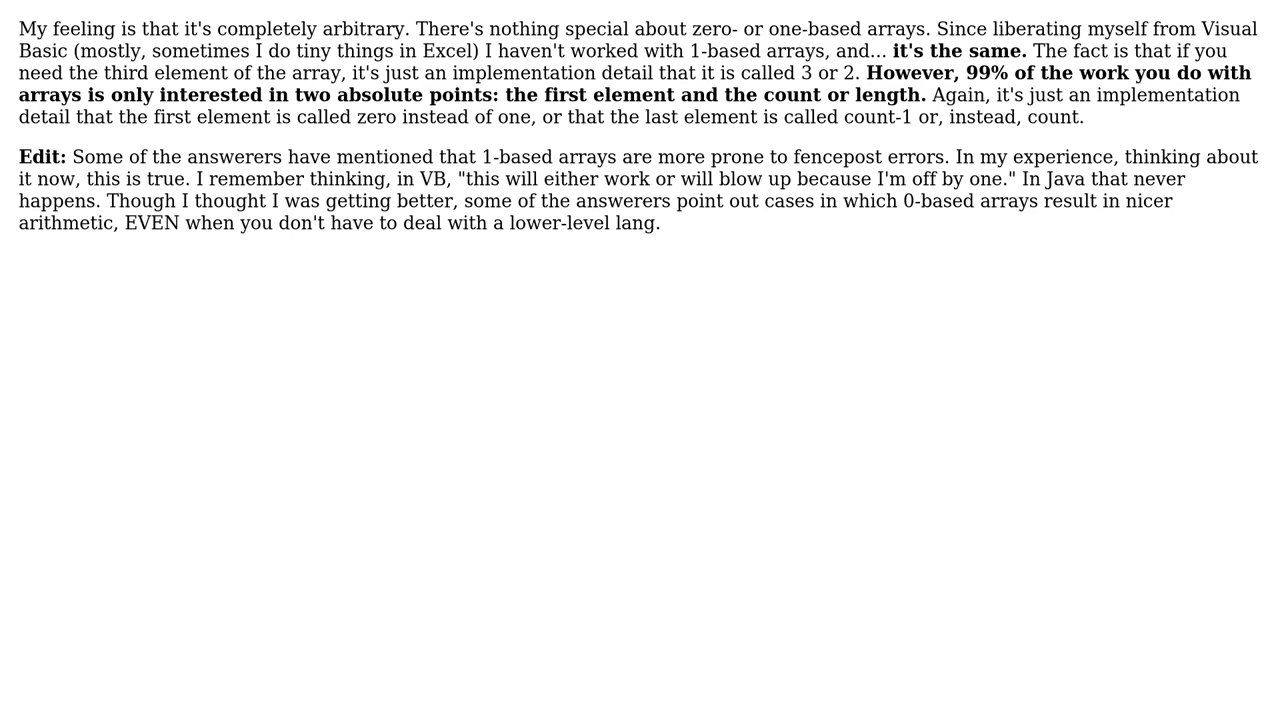 My feeling is that it's completely arbitrary. There's nothing special about zero- or one-based arrays. Since liberating myself from Visual
Basic (mostly, sometimes I do tiny things in Excel) I haven't worked with 1-based arrays, and... it's the same. The fact is that if you
need the third element of the array, it's just an implementation detail that it is called 3 or 2. However, 99% of the work you do with
arrays is only interested in two absolute points: the first element and the count or length. Again, it's just an implementation
detail that the first element is called zero instead of one, or that the last element is called count-1 or, instead, count.
Edit: Some of the answerers have mentioned that 1-based arrays are more prone to fencepost errors. In my experience, thinking about
it now, this is true. I remember thinking, in VB, "this will either work or will blow up because I'm off by one." In Java that never
happens. Though I thought I was getting better, some of the answerers point out cases in which 0-based arrays result in nicer
arithmetic, EVEN when you don't have to deal with a lower-level lang.